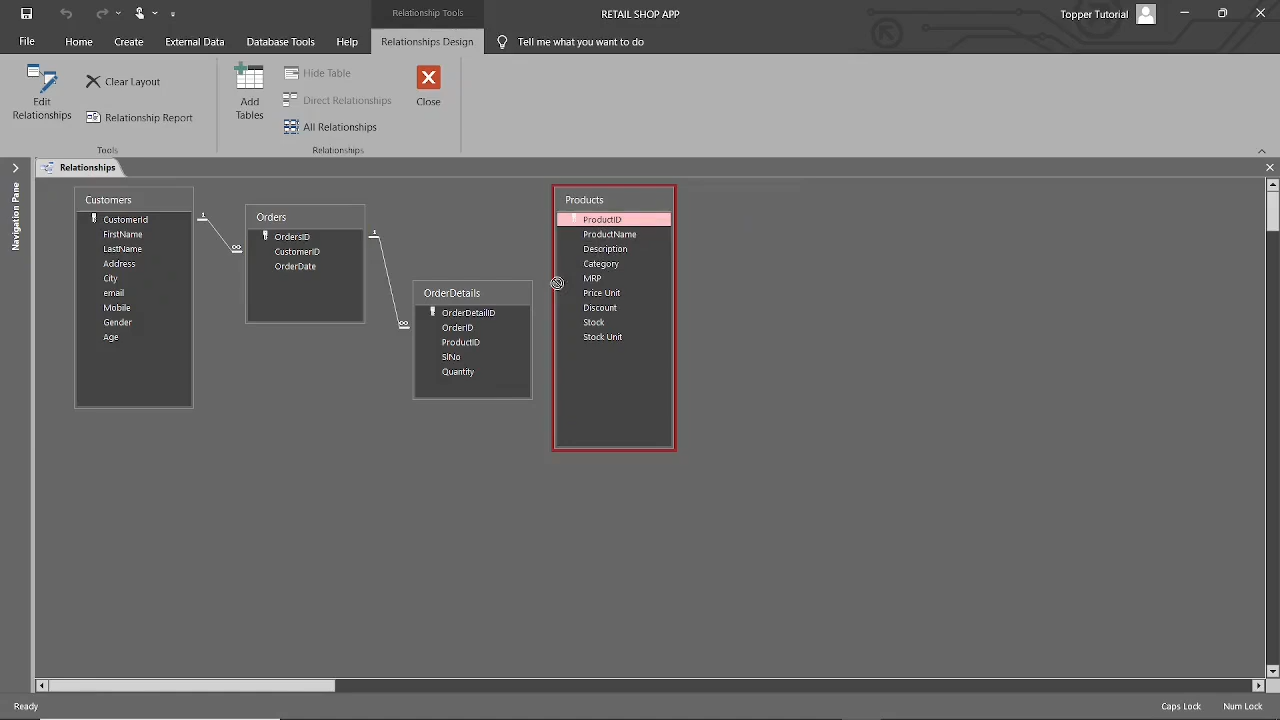 Relationship Tools
RETAIL SHOP APP
Topper Tutorial
File
Home
Create
External Data
Database Tools
Help
Relationships Design
Tell me what you want to do
Edit
Relationships
Clear Layout
Relationship Report
Tools
Add
Tables
Hide Table
Direct Relationships
All Relationships
Close
Relationships
Navigation Pane
Relationships
Customers
CustomerId
FirstName
LastName
Address
City
email
Mobile
Gender
Age
1
∞
Orders
OrdersID
CustomerID
OrderDate
1
∞
OrderDetails
OrderDetailID
OrderID
ProductID
SlNo
Quantity
Products
ProductID
ProductName
Description
Category
MRP
Price Unit
Discount
Stock
Stock Unit
Ready
Caps Lock
Num Lock